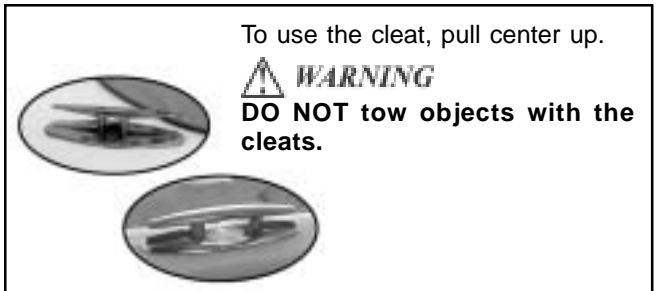 To use the cleat, pull center up.
WARNING
DO NOT tow objects with the
cleats.